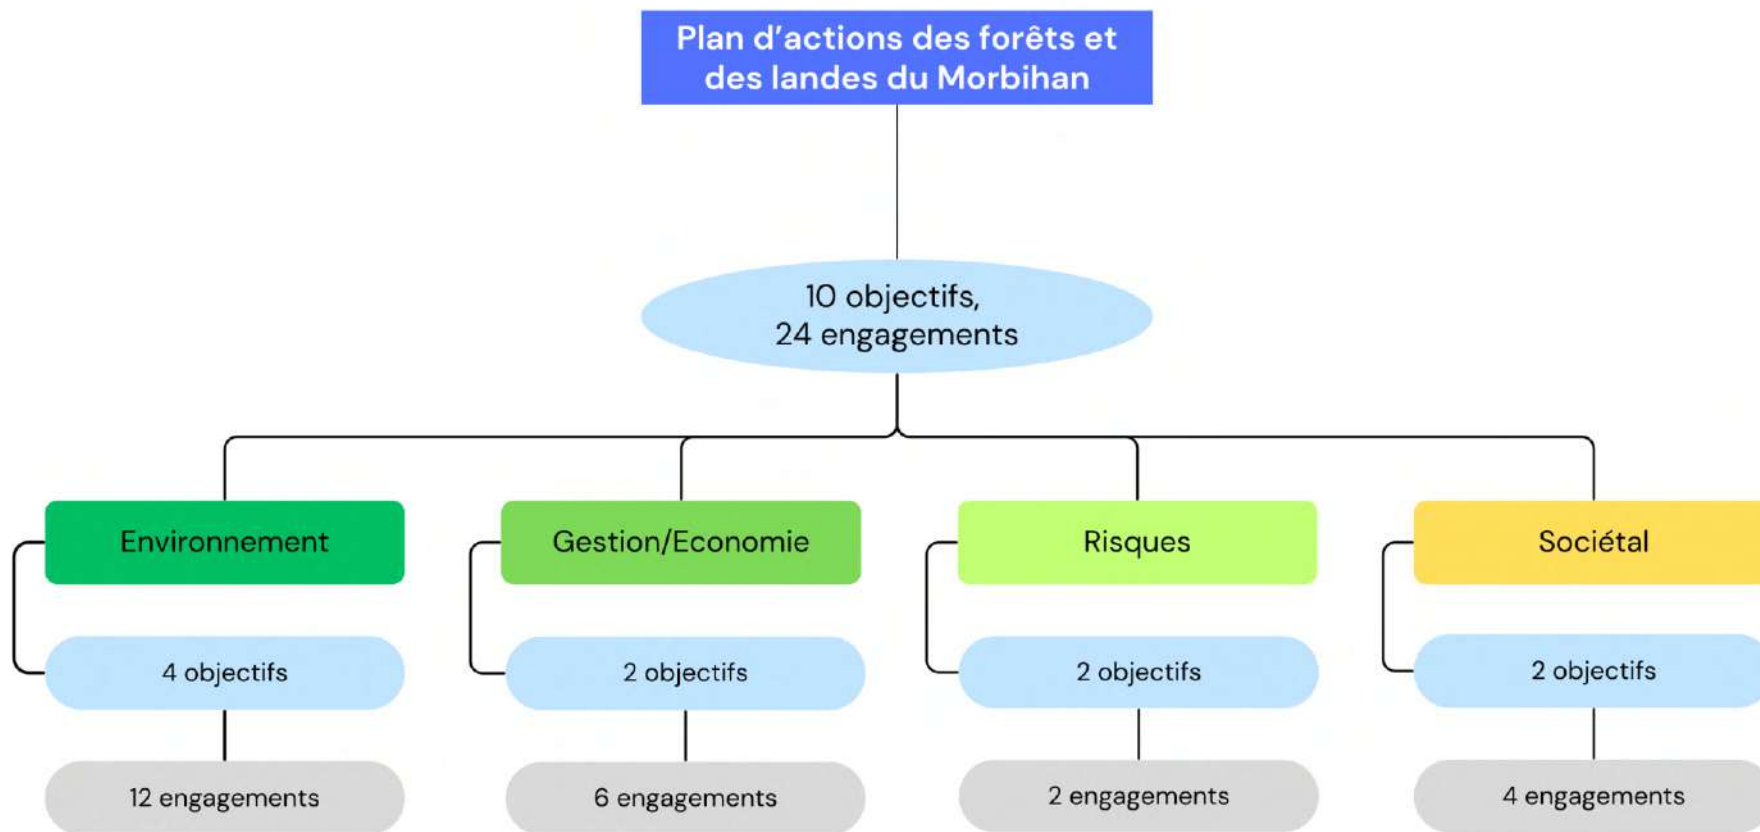 Plan d'actions des forêts et
des landes du Morbihan
10 objectifs,
24 engagements
Environnement
Gestion/Economie
Risques
Sociétal
4 objectifs
2 objectifs
2 objectifs
2 objectifs
12 engagements
6 engagements
2 engagements
4 engagements